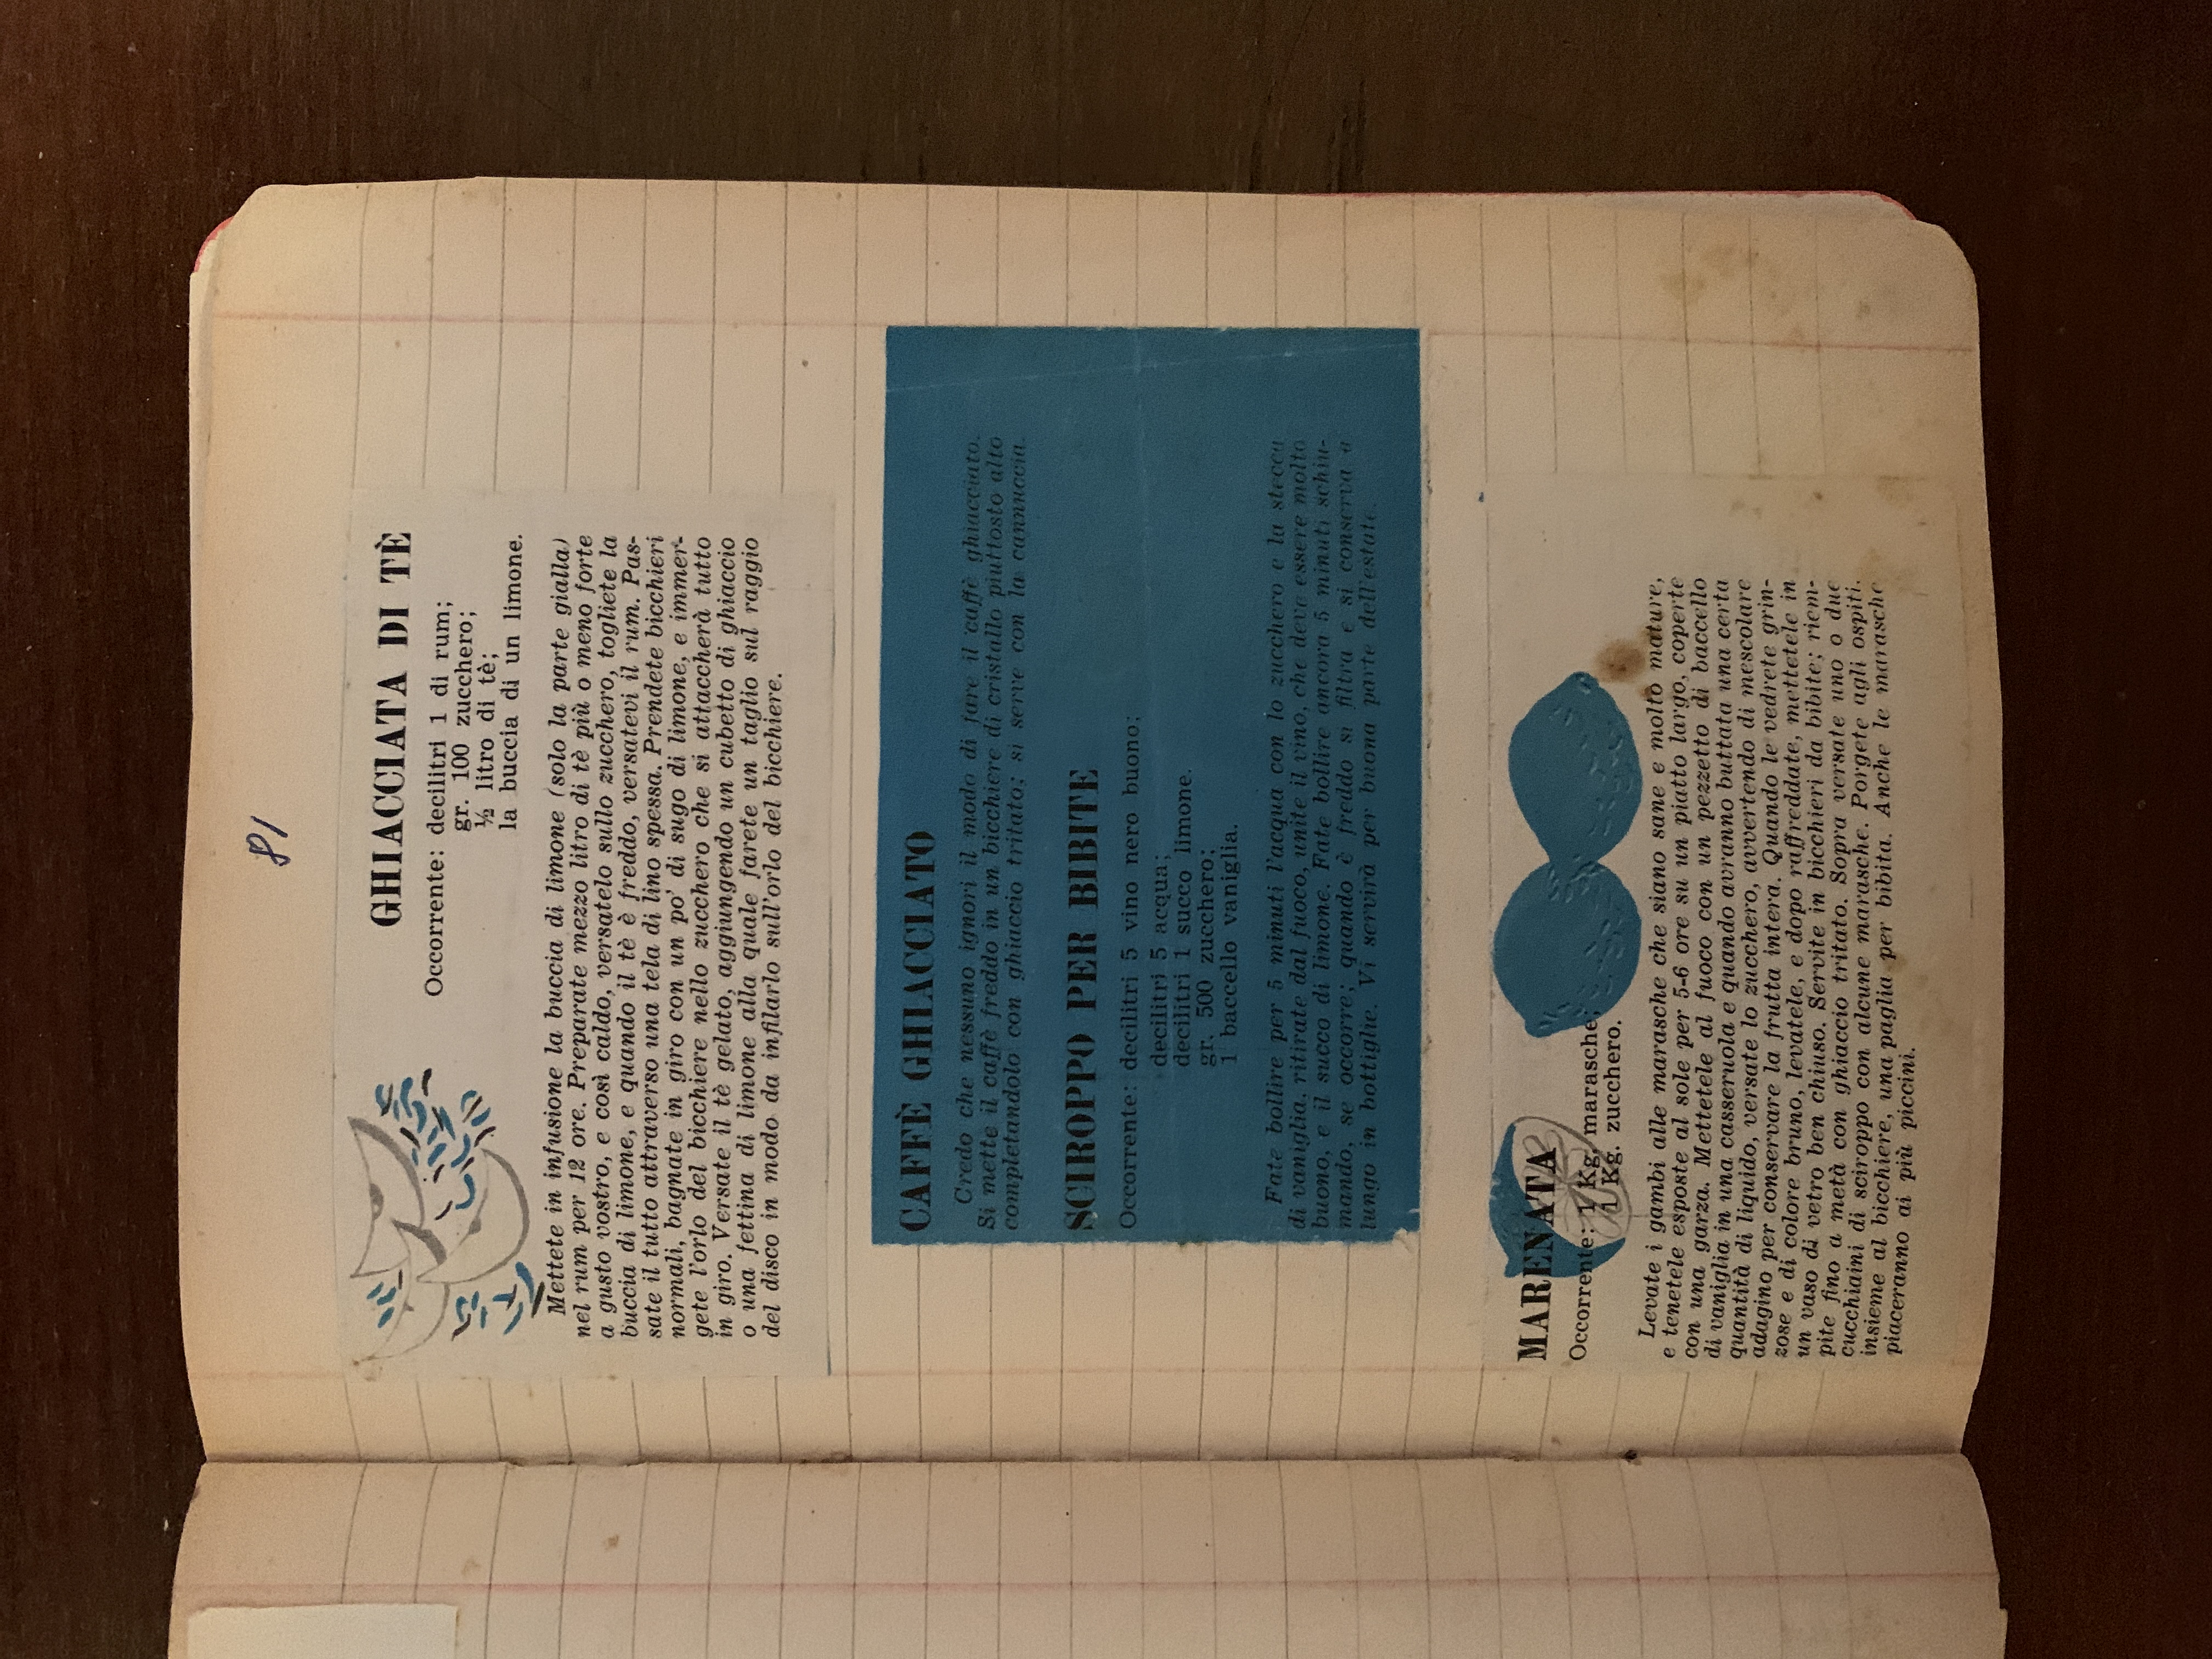 81
GHIACCIATA DI TÈ
Occorrente: decilitri 1 di rum;
gr. 100 zucchero;
½ litro di tè;
la buccia di un limone.
Mettete in infusione la buccia di limone (solo la parte gialla)
nel rum per 12 ore. Preparate mezzo litro di tè più o meno forte
a gusto vostro, e così caldo, versatelo sullo zucchero, togliete la
buccia di limone, e quando il tè è freddo, versatevi il rum. Pas-
sate il tutto attraverso una tela di lino spessa. Prendete bicchieri
normali, bagnate in giro con un po' di sugo di limone, e immer-
gete l'orlo del bicchiere nello zucchero che si attaccherà tutto
in giro. Versate il tè gelato, aggiungendo un cubetto di ghiaccio
o una fettina di limone alla quale farete un taglio sul raggio
del disco in modo da infilarlo sull'orlo del bicchiere.
CAFFÈ GHIACCIATO
Credo che nessuno ignori il modo di fare il caffè ghiacciato.
Si mette il caffè freddo in un bicchiere di cristallo piuttosto alto
completandolo con ghiaccio tritato; si serve con la cannuccia.
SCIROPPO PER BIBITE
Occorrente: decilitri 5 vino nero buono;
decilitri 5 acqua;
decilitri 1 succo limone.
gr. 500 zucchero;
1 baccello vaniglia.
Fate bollire per 5 minuti l'acqua con lo zucchero e la stecca
di vaniglia. ritirate dal fuoco, unite il vino, che deve essere molto
buono, e il succo di limone. Fate bollire ancora 5 minuti schiu-
mando, se occorre; quando è freddo si filtra e si conserva a
lungo in bottiglie. Vi servirà per buona parte dell'estate.
MARENATA
Occorrente: 1 Kg. marasche;
1 Kg. zucchero.
Levate i gambi alle marasche che siano sane e molto mature,
e tenetele esposte al sole per 5-6 ore su un piatto largo, coperte
con una garza. Mettetele al fuoco con un pezzetto di baccello
di vaniglia in una casseruola e quando avranno buttata una certa
quantità di liquido, versate lo zucchero, avvertendo di mescolare
adagino per conservare la frutta intera. Quando le vedrete grin-
zose e di colore bruno, levatele, e dopo raffreddate, mettetele in
un vaso di vetro ben chiuso. Servite in bicchieri da bibite; riem-
pite fino a metà con ghiaccio tritato. Sopra versate uno o due
cucchiaini di sciroppo con alcune marasche. Porgete agli ospiti.
insieme al bicchiere, una paglia per bibita. Anche le marasche
piaceranno ai più piccini.